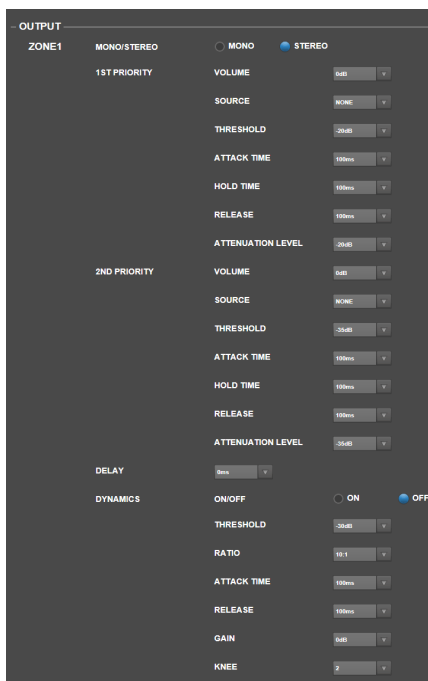 OUTPUT
ZONE1 MONO/STEREO MONO STEREO
1ST PRIORITY VOLUME 0dB
SOURCE NONE
THRESHOLD -20dB
ATTACK TIME 100ms
HOLD TIME 100ms
RELEASE 100ms
ATTENUATION LEVEL -20dB
2ND PRIORITY VOLUME 0dB
SOURCE NONE
THRESHOLD -35dB
ATTACK TIME 100ms
HOLD TIME 100ms
RELEASE 100ms
ATTENUATION LEVEL -35dB
DELAY 0ms
DYNAMICS ON/OFF ON OFF
THRESHOLD -30dB
RATIO 10:1
ATTACK TIME 100ms
RELEASE 100ms
GAIN 0dB
KNEE 2